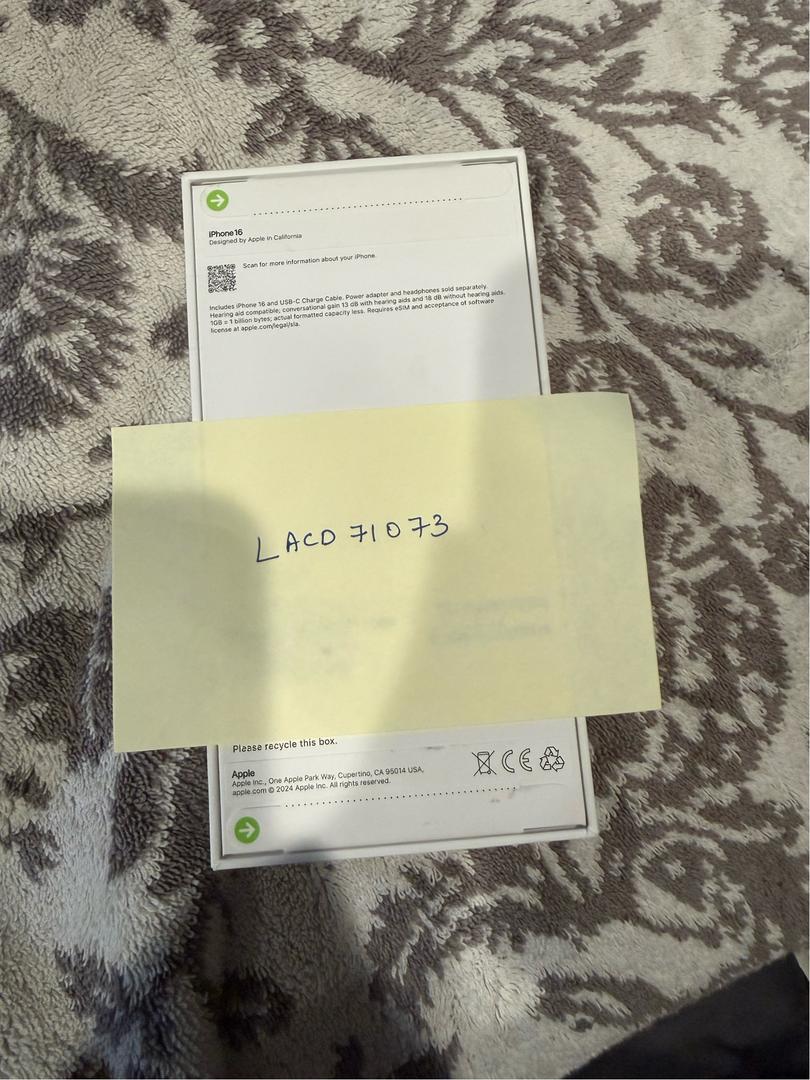 iPhone 16
Designed by Apple in California
Scan for more information about your iPhone.
Includes iPhone 16 and USB-C Charge Cable. Power adapter and headphones sold separately.
Hearing aid compatible; conversational gain 13 dB with hearing aids and 18 dB without hearing aids.
1GB = 1 billion bytes; actual formatted capacity less. Requires eSIM and acceptance of software
license at apple.com/legal/sla.
LACD 71073
Please recycle this box.
Apple
Apple Inc., One Apple Park Way, Cupertino, CA 95014 USA,
apple.com © 2024 Apple Inc. All rights reserved.
CE